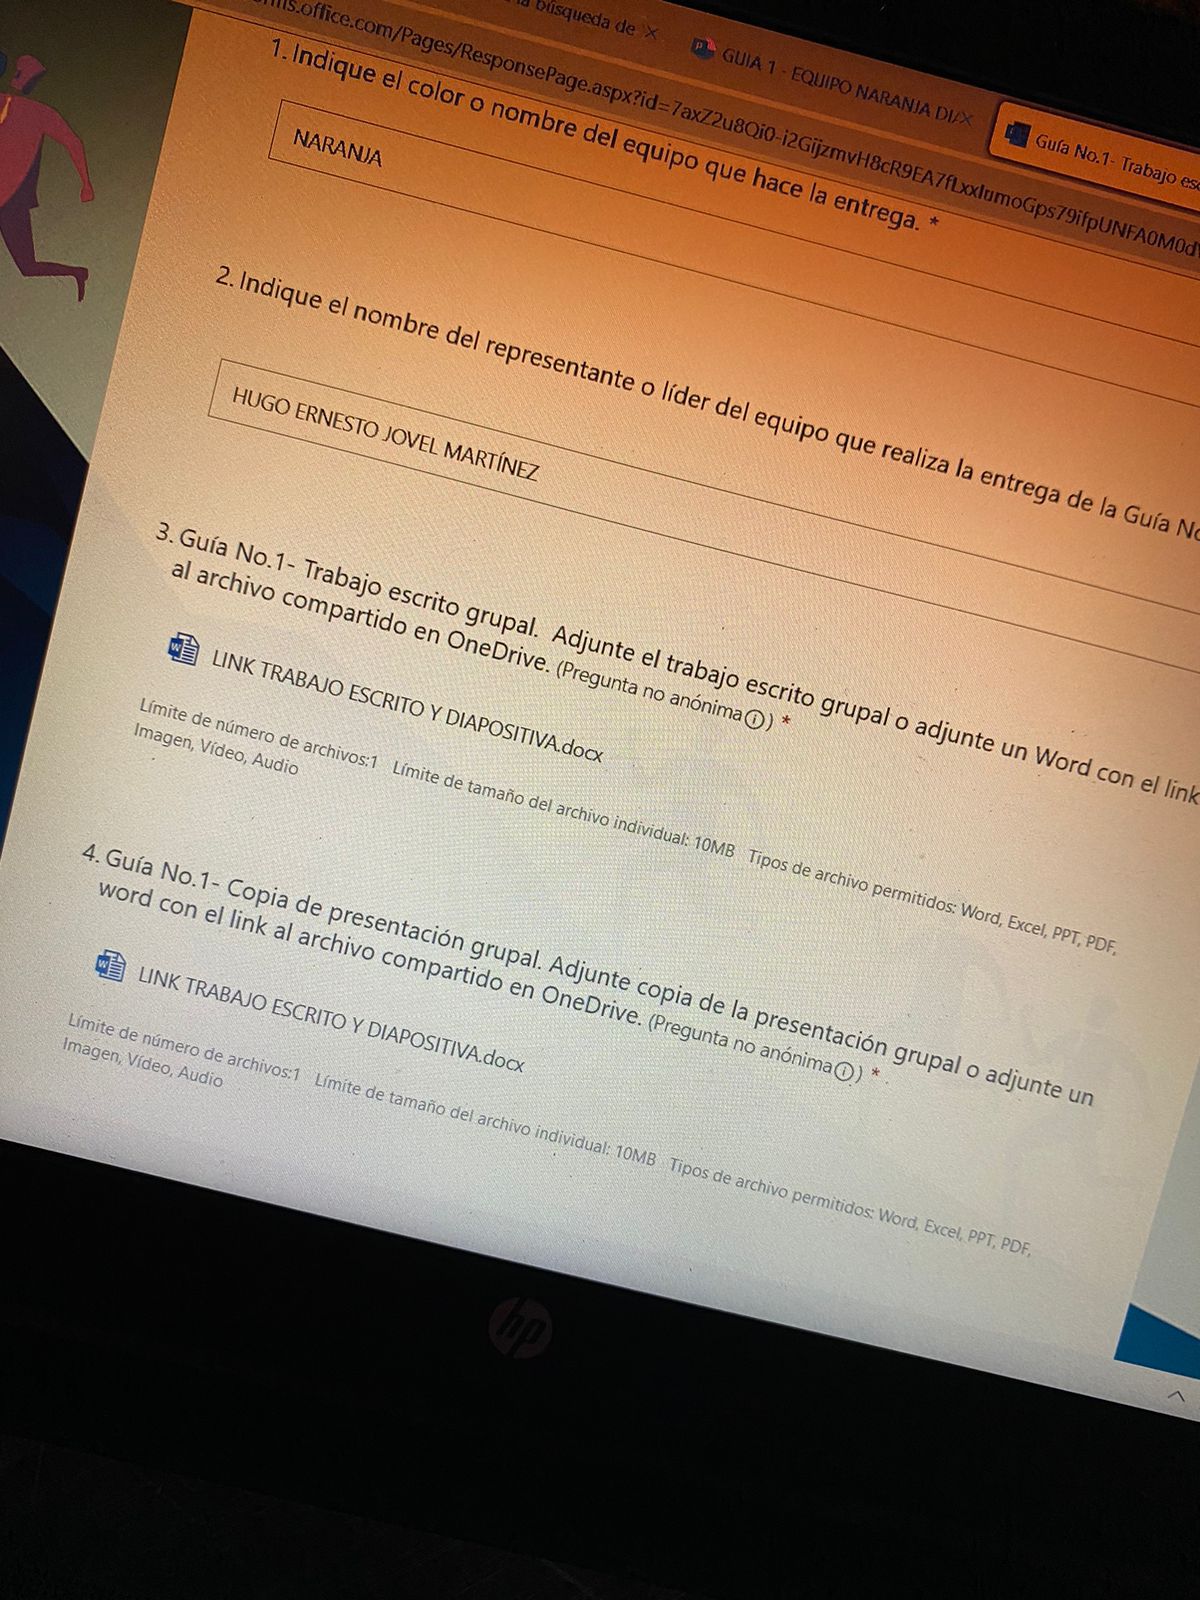 la búsqueda de
GUIA 1 - EQUIPO NARANJA DIA
Guía No.1- Trabajo esc
.office.com/Pages/ResponsePage.aspx?id=7axZ2u8Qi0-i2GijzmvH8cR9EA7fLxxIumoGps79ifpUNFA0M0d
1. Indique el color o nombre del equipo que hace la entrega. *
NARANJA
2. Indique el nombre del representante o líder del equipo que realiza la entrega de la Guía No
HUGO ERNESTO JOVEL MARTÍNEZ
3. Guía No.1- Trabajo escrito grupal. Adjunte el trabajo escrito grupal o adjunte un Word con el link
al archivo compartido en OneDrive. (Pregunta no anónima ⓘ) *
LINK TRABAJO ESCRITO Y DIAPOSITIVA.docx
Límite de número de archivos:1 Límite de tamaño del archivo individual: 10MB Tipos de archivo permitidos: Word, Excel, PPT, PDF,
Imagen, Vídeo, Audio
4. Guía No.1- Copia de presentación grupal. Adjunte copia de la presentación grupal o adjunte un
word con el link al archivo compartido en OneDrive. (Pregunta no anónima ⓘ) *
LINK TRABAJO ESCRITO Y DIAPOSITIVA.docx
Límite de número de archivos:1 Límite de tamaño del archivo individual: 10MB Tipos de archivo permitidos: Word, Excel, PPT, PDF,
Imagen, Vídeo, Audio
hp